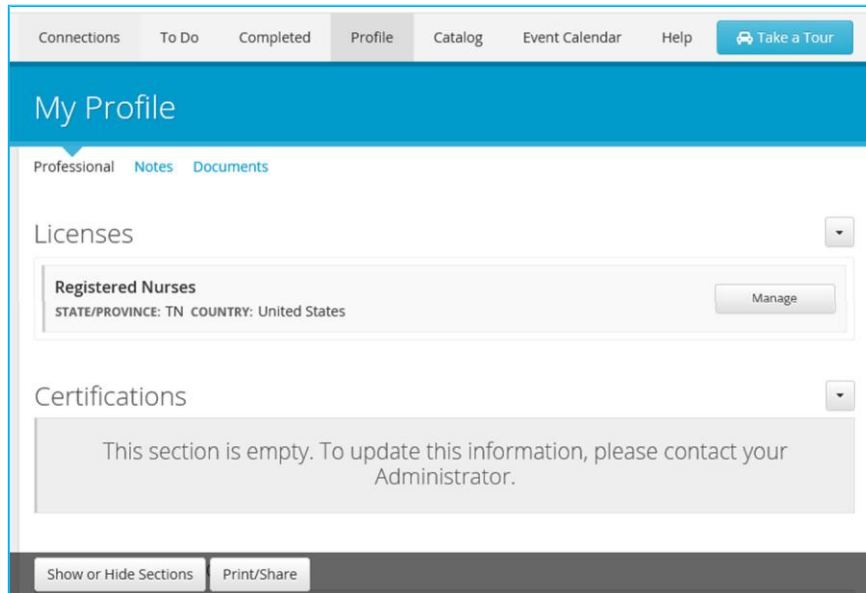 Connections To Do Completed Profile Catalog Event Calendar Help Take a Tour
My Profile
Professional Notes Documents
Licenses
Registered Nurses
STATE/PROVINCE: TN COUNTRY: United States
Manage
Certifications
This section is empty. To update this information, please contact your
Administrator.
Show or Hide Sections Print/Share